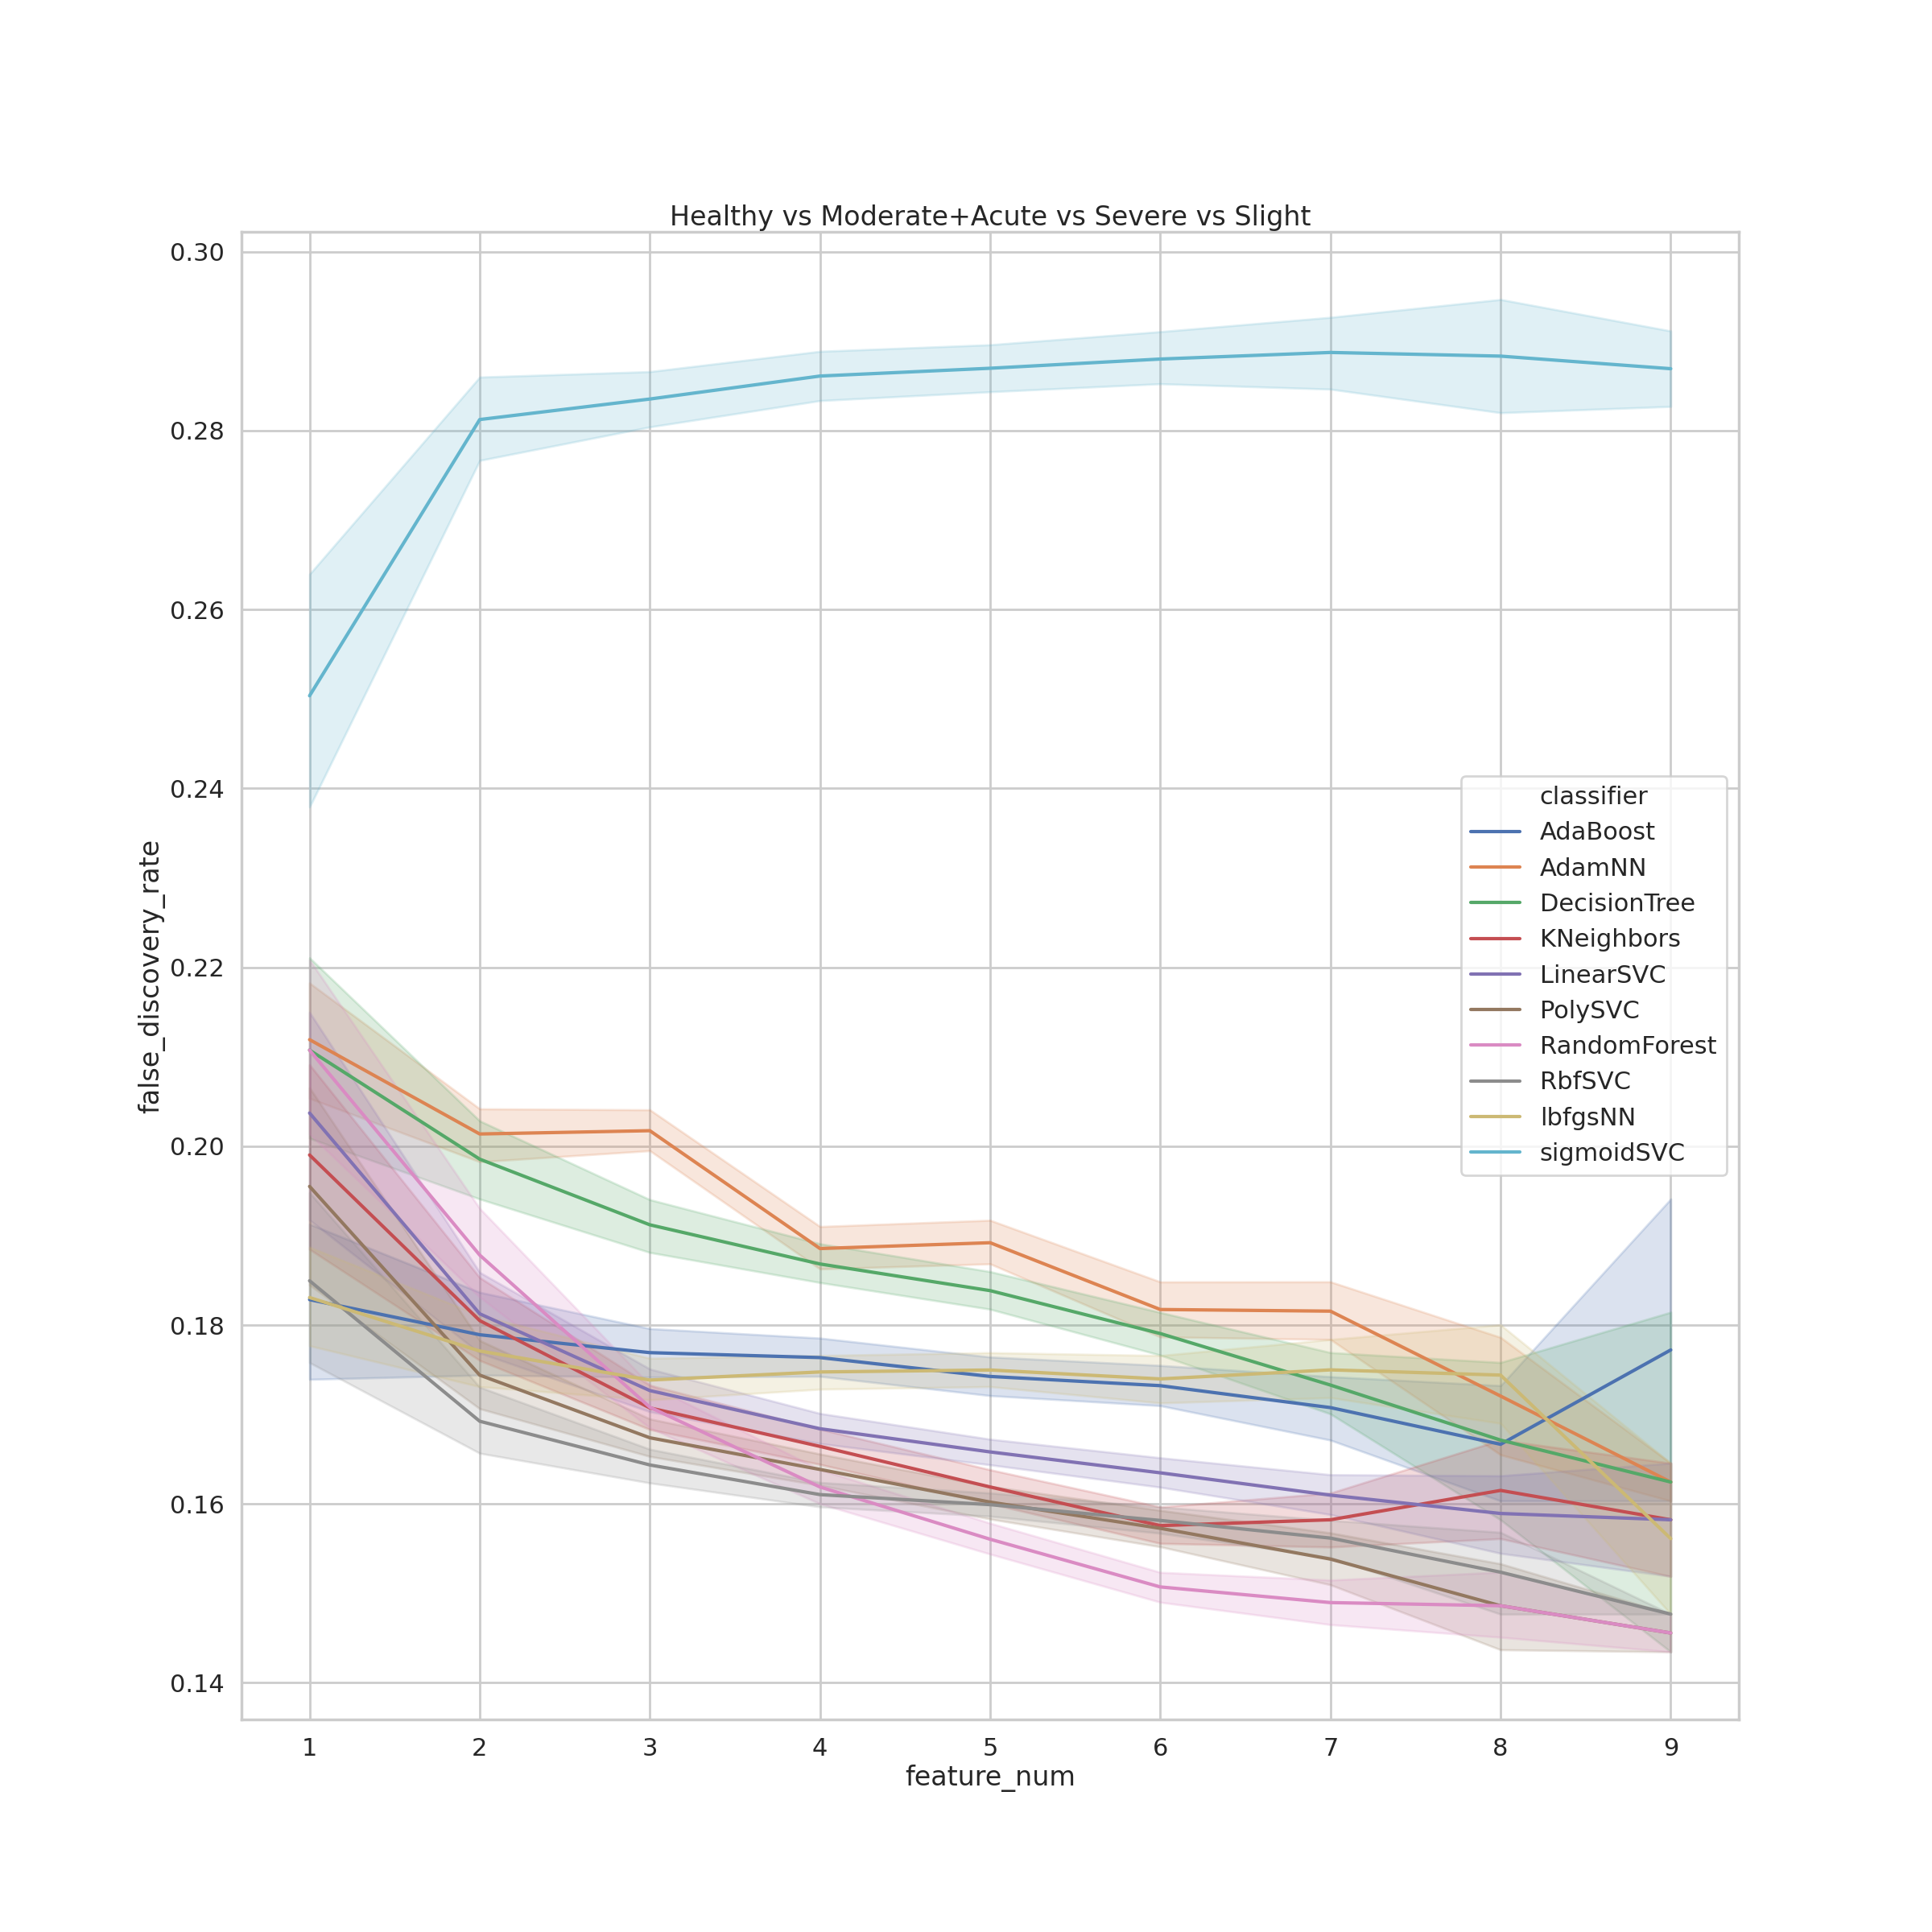 Healthy vs Moderate+Acute vs Severe vs Slight
false_discovery_rate
0.30
0.28
0.26
0.24
0.22
0.20
0.18
0.16
0.14
classifier
AdaBoost
AdamNN
DecisionTree
KNeighbors
LinearSVC
PolySVC
RandomForest
RbfSVC
lbfgsNN
sigmoidSVC
1 2 3 4 5 6 7 8 9
feature_num